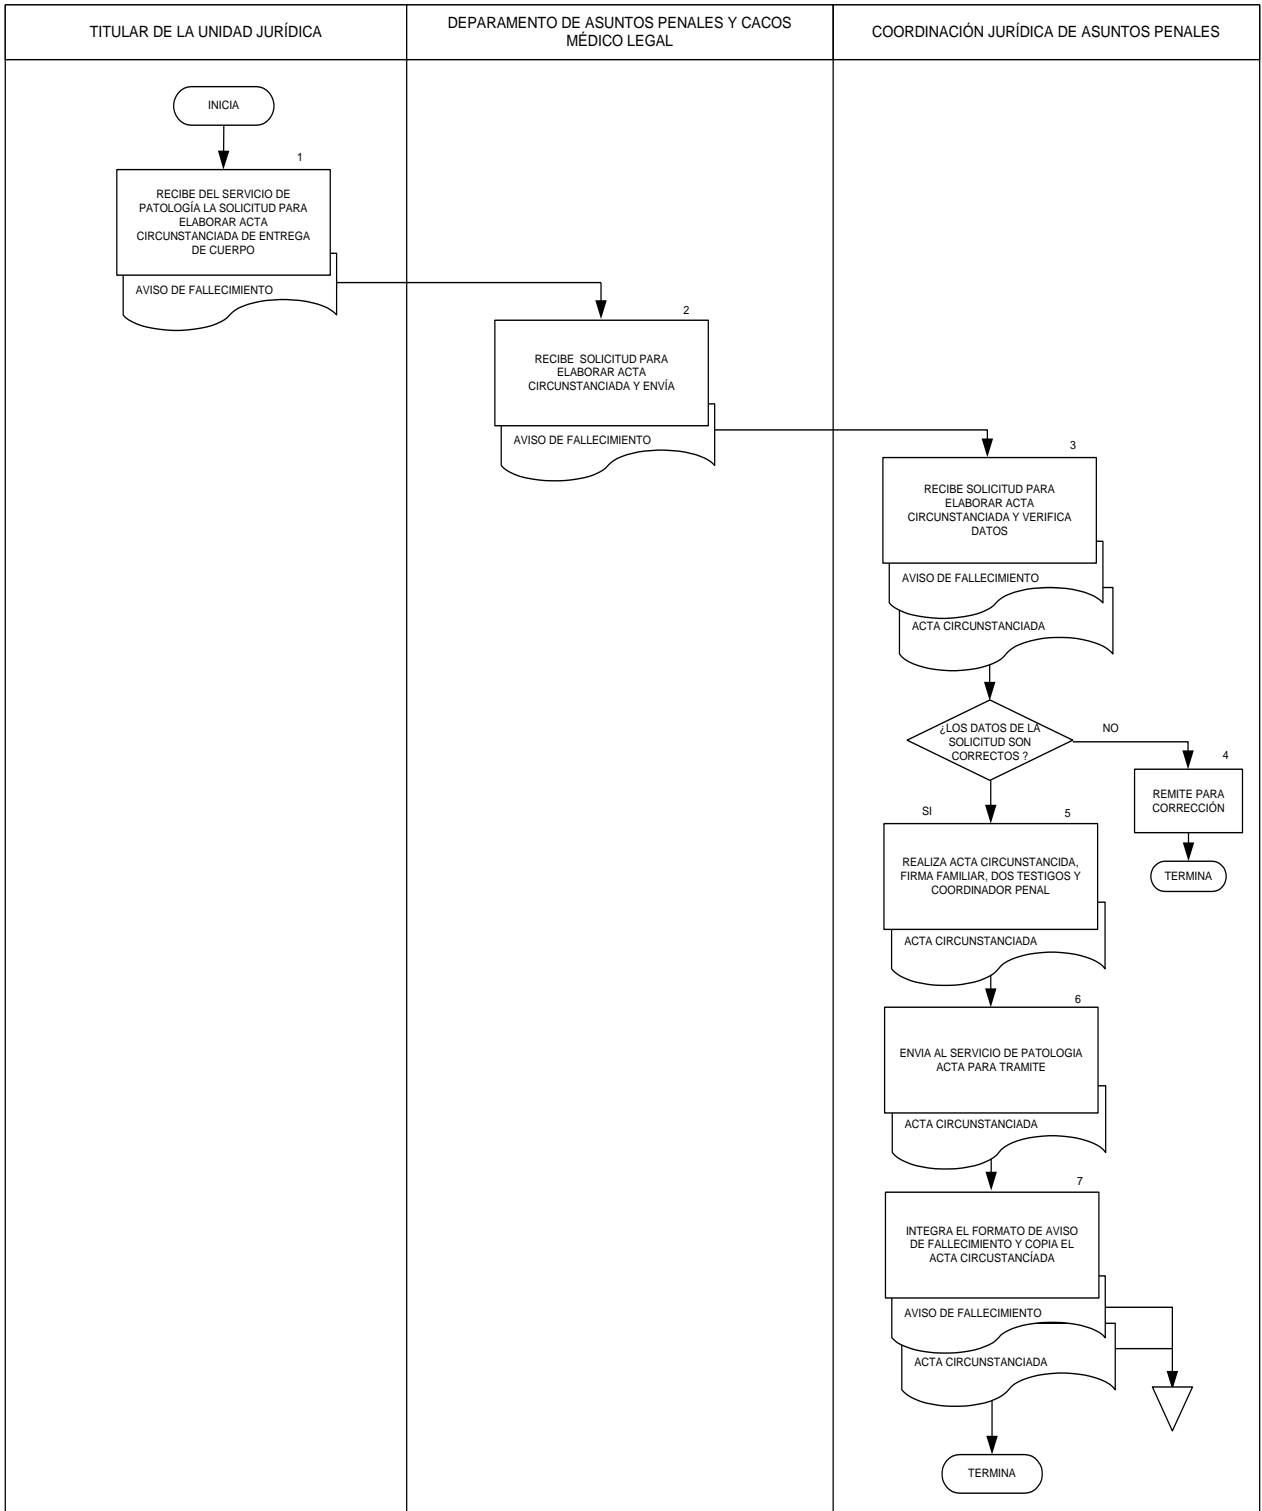 TITULAR DE LA UNIDAD JURÍDICA
DEPARAMENTO DE ASUNTOS PENALES Y CACOS
MÉDICO LEGAL
COORDINACIÓN JURÍDICA DE ASUNTOS PENALES
INICIA
1
RECIBE DEL SERVICIO DE
PATOLOGÍA LA SOLICITUD PARA
ELABORAR ACTA
CIRCUNSTANCIADA DE ENTREGA
DE CUERPO
AVISO DE FALLECIMIENTO
2
RECIBE SOLICITUD PARA
ELABORAR ACTA
CIRCUNSTANCIADA Y ENVÍA
AVISO DE FALLECIMIENTO
3
RECIBE SOLICITUD PARA
ELABORAR ACTA
CIRCUNSTANCIADA Y VERIFICA
DATOS
AVISO DE FALLECIMIENTO
ACTA CIRCUNSTANCIADA
¿LOS DATOS DE LA
SOLICITUD SON
CORRECTOS ?
NO
4
REMITE PARA
CORRECCIÓN
TERMINA
SI
5
REALIZA ACTA CIRCUNSTANCIDA,
FIRMA FAMILIAR, DOS TESTIGOS Y
COORDINADOR PENAL
ACTA CIRCUNSTANCIADA
6
ENVIA AL SERVICIO DE PATOLOGIA
ACTA PARA TRAMITE
ACTA CIRCUNSTANCIADA
7
INTEGRA EL FORMATO DE AVISO
DE FALLECIMIENTO Y COPIA EL
ACTA CIRCUSTANCÍADA
AVISO DE FALLECIMIENTO
ACTA CIRCUNSTANCIADA
TERMINA